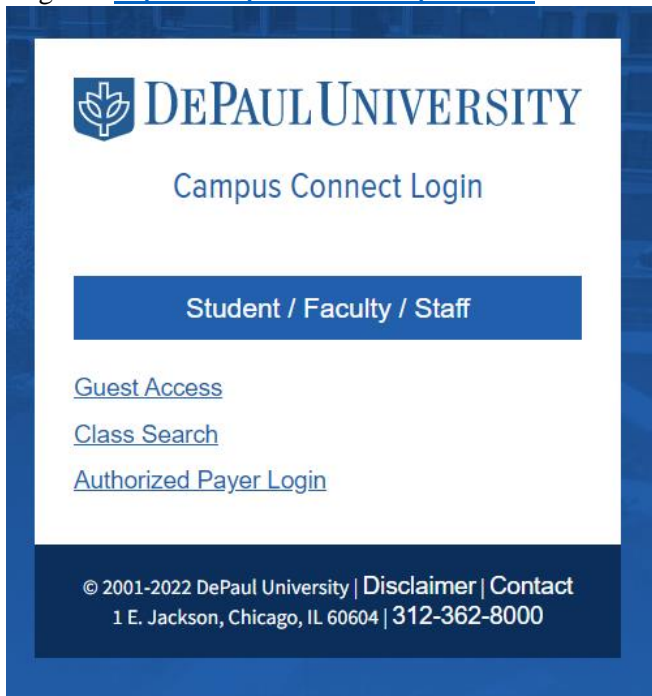 DEPAUL UNIVERSITY
Campus Connect Login
Student / Faculty / Staff
Guest Access
Class Search
Authorized Payer Login
© 2001-2022 DePaul University | Disclaimer | Contact
1 E. Jackson, Chicago, IL 60604 | 312-362-8000